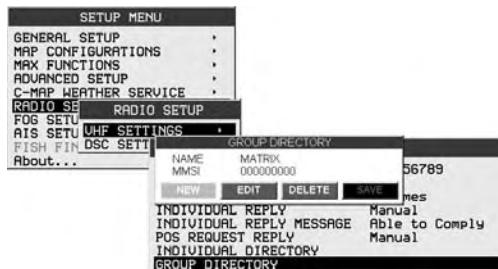 SETUP MENU
GENERAL SETUP
MAP CONFIGURATIONS
MAX FUNCTIONS
ADVANCED SETUP
C-MAP WEATHER SERVICE
RADIO SE
FOG SETU
AIS SETU
FISH FIN
About...
RADIO SETUP
VHF SETTINGS
DSC SETT
GROUP DIRECTORY
NAME MATRIX
MMSI 000000000
NEW EDIT DELETE SAVE
56789
mes
INDIVIDUAL REPLY Manual
INDIVIDUAL REPLY MESSAGE Able to Comply
POS REQUEST REPLY Manual
INDIVIDUAL DIRECTORY
GROUP DIRECTORY